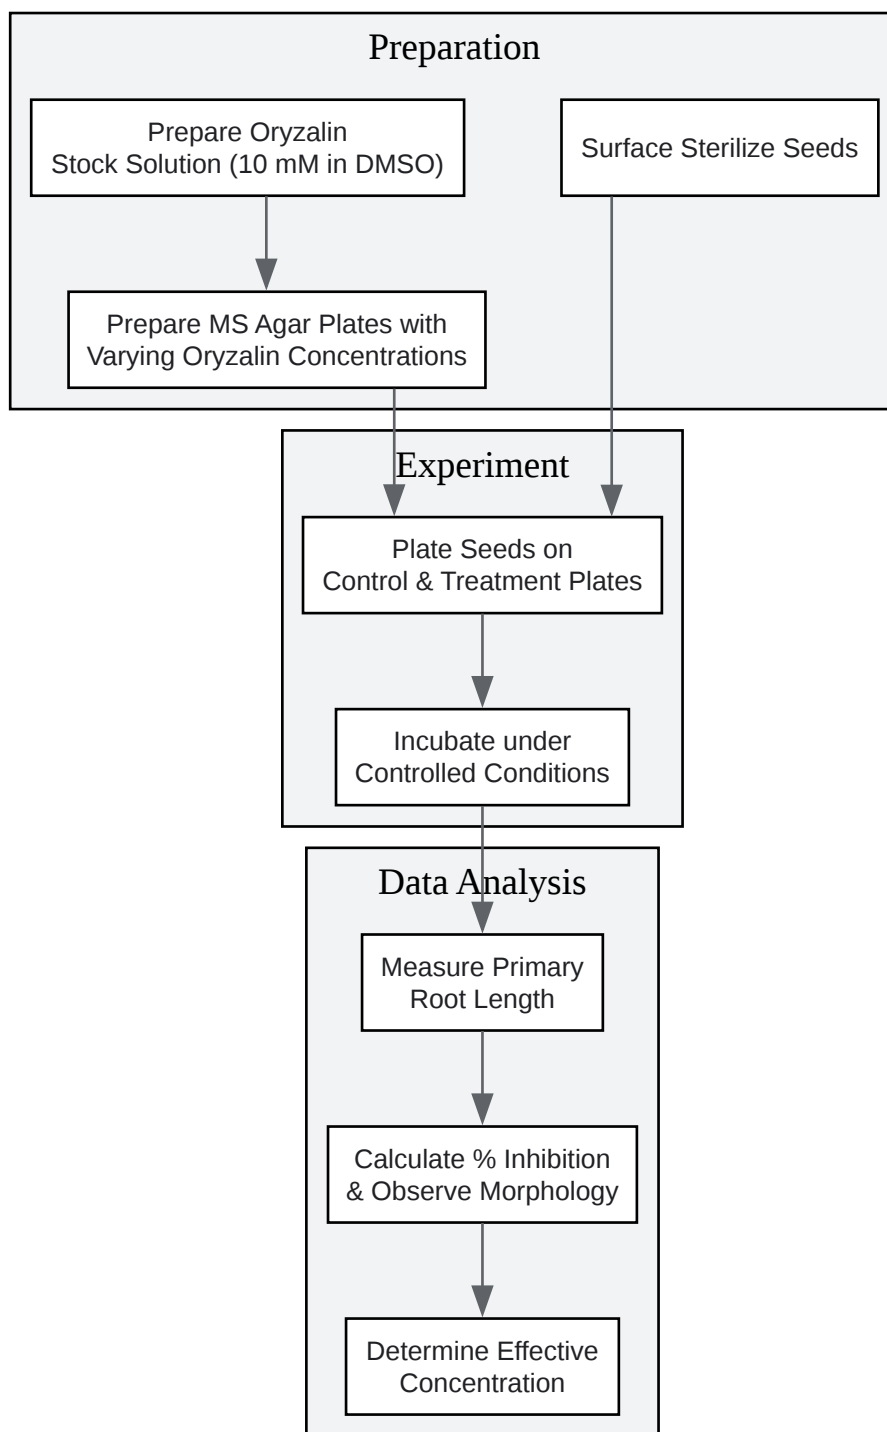 Preparation
Prepare Oryzalin
Stock Solution (10 mM in DMSO)
Surface Sterilize Seeds
Prepare MS Agar Plates with
Varying Oryzalin Concentrations
Experiment
Plate Seeds on
Control & Treatment Plates
Incubate under
Controlled Conditions
Data Analysis
Measure Primary
Root Length
Calculate % Inhibition
& Observe Morphology
Determine Effective
Concentration